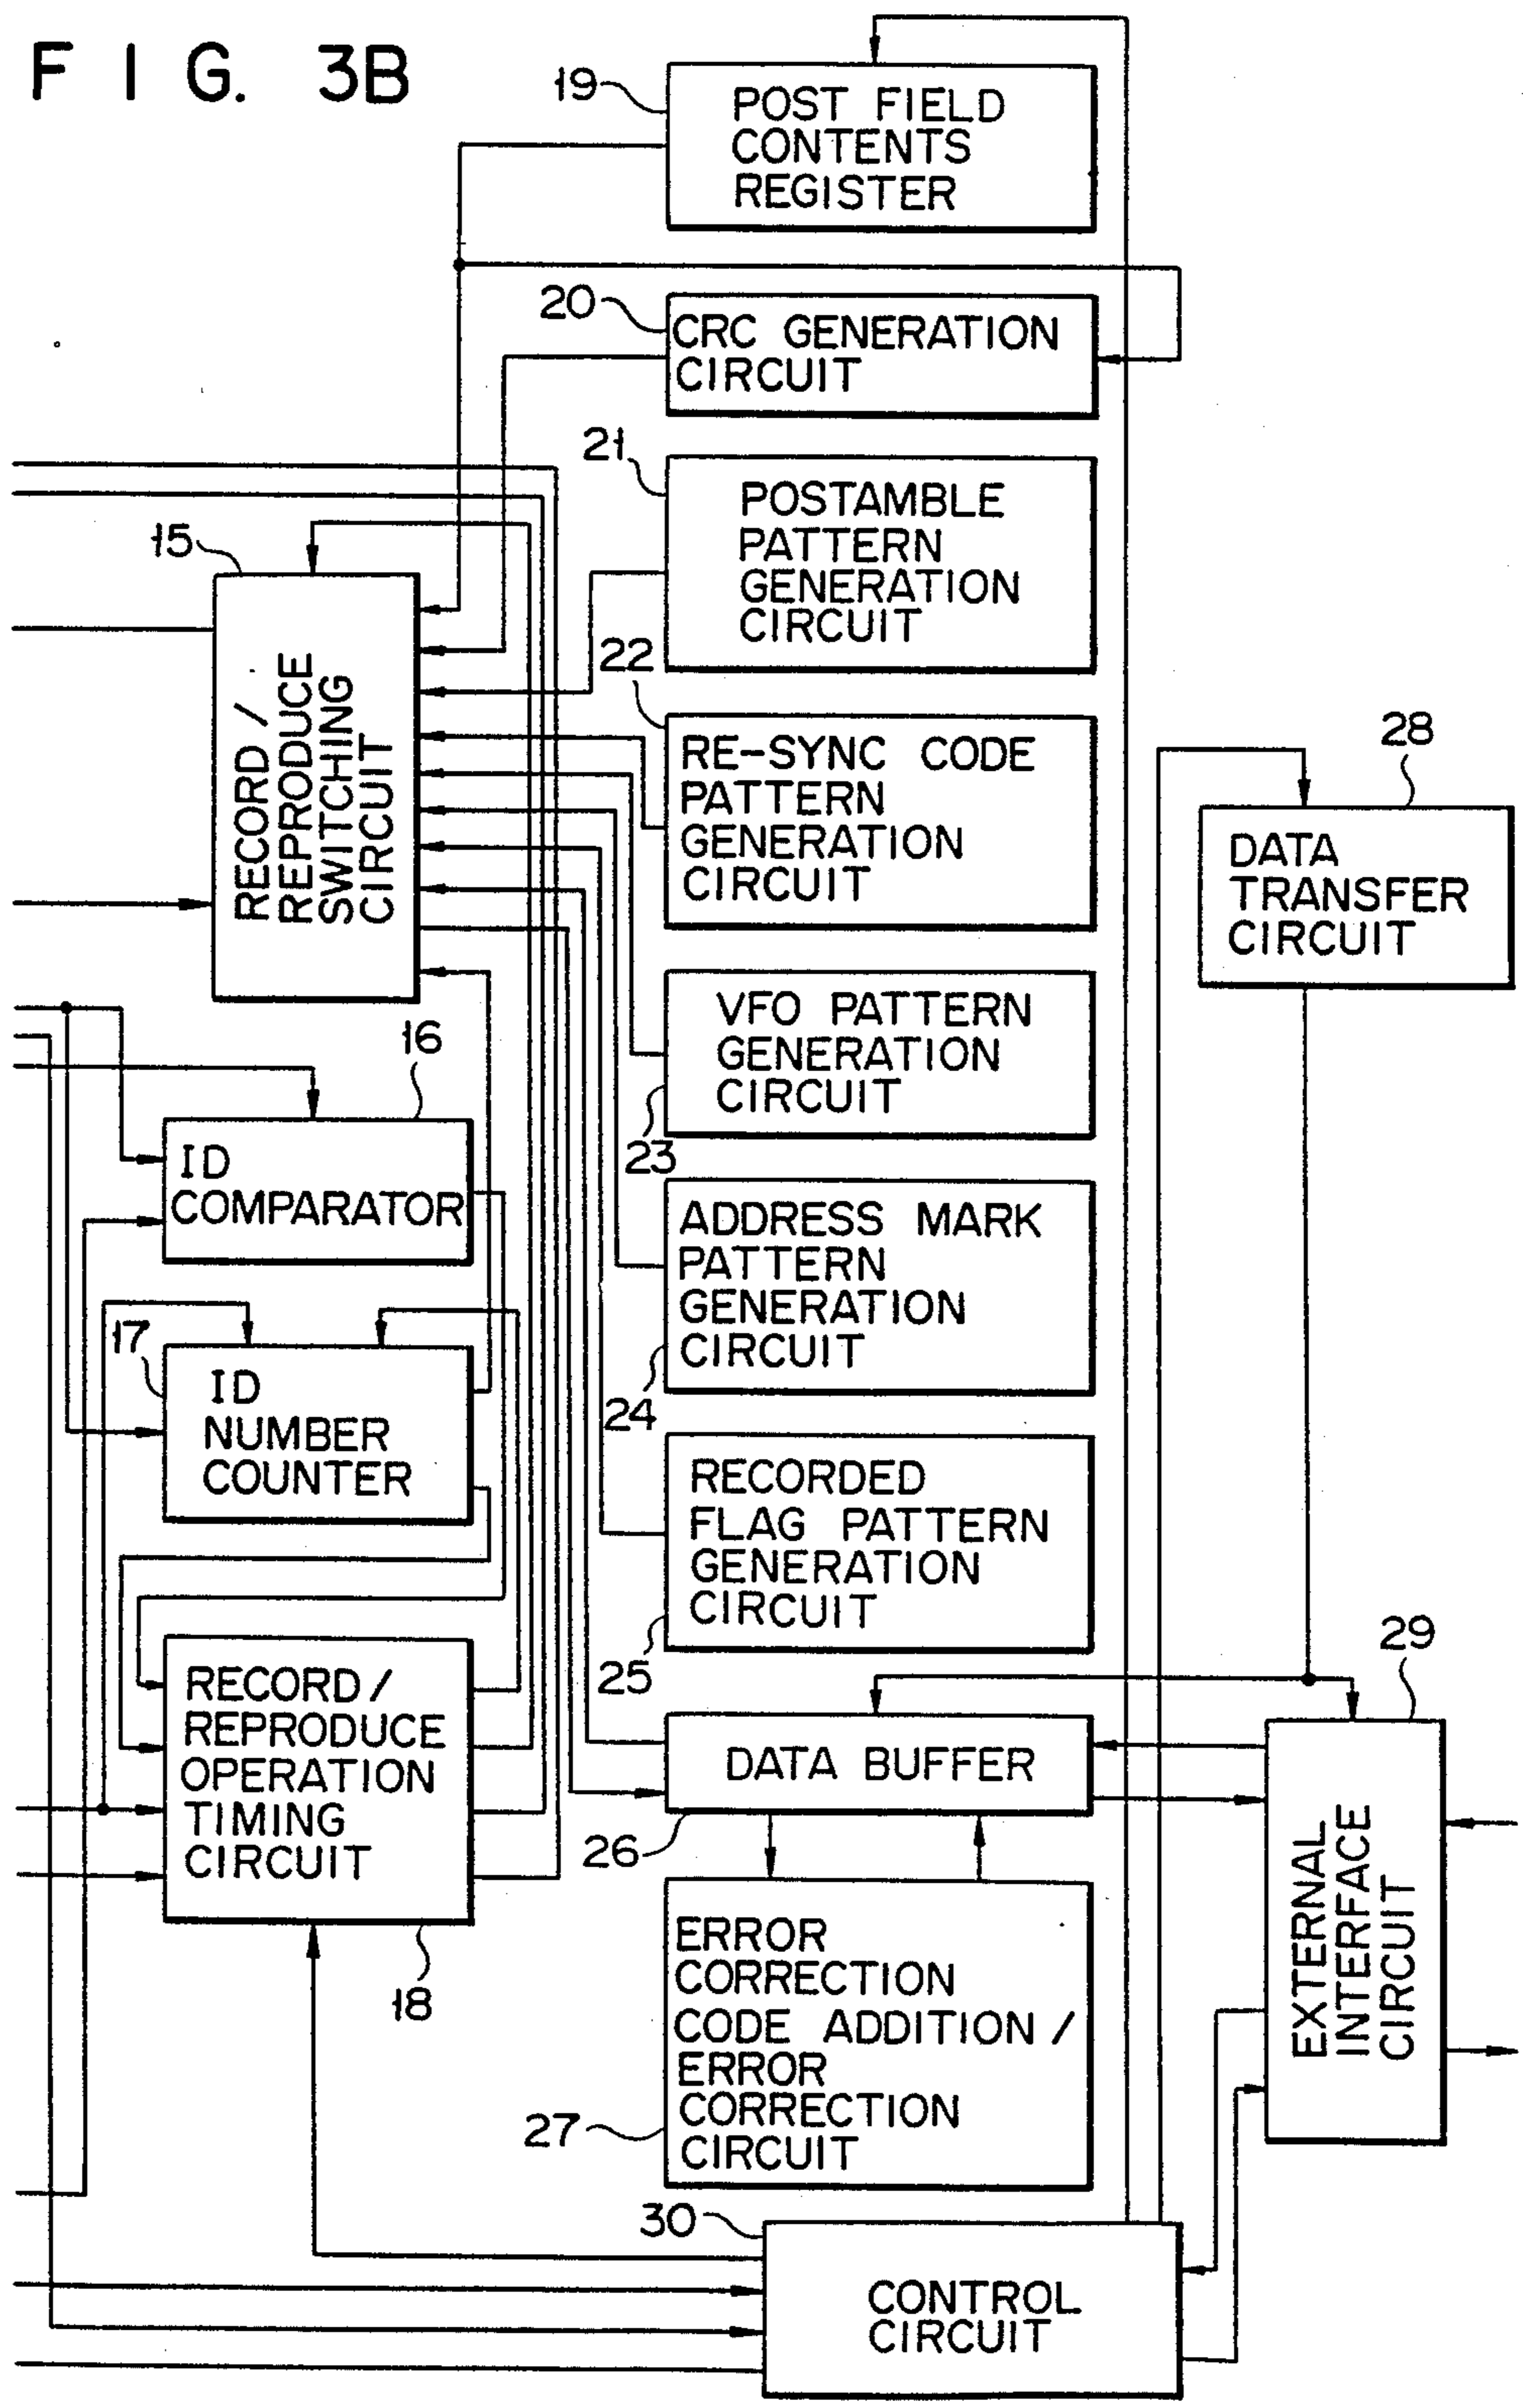 FIG. 3B
19
POST FIELD
CONTENTS
REGISTER
20
CRC GENERATION
CIRCUIT
21
POSTAMBLE
PATTERN
GENERATION
CIRCUIT
15
RECORD /
REPRODUCE
SWITCHING
CIRCUIT
22
RE-SYNC CODE
PATTERN
GENERATION
CIRCUIT
28
DATA
TRANSFER
CIRCUIT
VFO PATTERN
GENERATION
CIRCUIT
23
16
ID
COMPARATOR
ADDRESS MARK
PATTERN
GENERATION
CIRCUIT
24
17
ID
NUMBER
COUNTER
RECORDED
FLAG PATTERN
GENERATION
CIRCUIT
25
RECORD /
REPRODUCE
OPERATION
TIMING
CIRCUIT
18
DATA BUFFER
26
29
EXTERNAL
INTERFACE
CIRCUIT
ERROR
CORRECTION
CODE ADDITION /
ERROR
CORRECTION
CIRCUIT
27
30
CONTROL
CIRCUIT